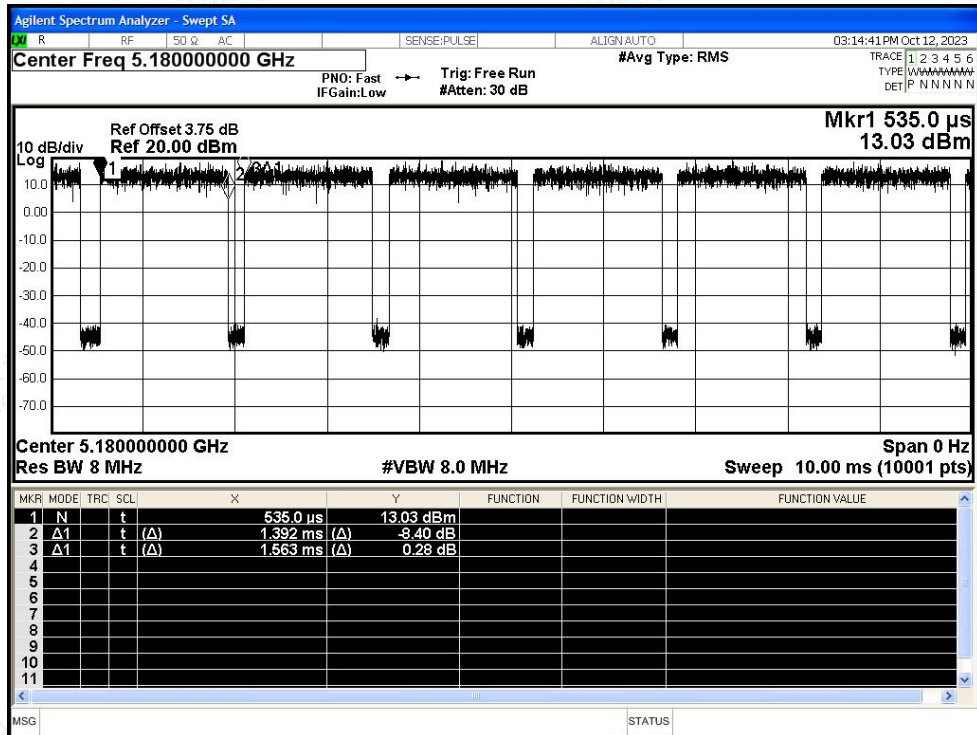 Agilent Spectrum Analyzer - Swept SA
LXI R RF 50 Ω AC SENSE:PULSE ALIGN AUTO 03:14:41 PM Oct 12, 2023
Center Freq 5.180000000 GHz #Avg Type: RMS TRACE 1 2 3 4 5 6
PNO: Fast Trig: Free Run TYPE WWWWWW
IFGain:Low #Atten: 30 dB DET P N N N N N
Mkr1 535.0 µs
Ref Offset 3.75 dB
10 dB/div Ref 20.00 dBm 13.03 dBm
Log
1 2 3Δ1
10.0
0.00
-10.0
-20.0
-30.0
-40.0
-50.0
-60.0
-70.0
Center 5.180000000 GHz Span 0 Hz
Res BW 8 MHz #VBW 8.0 MHz Sweep 10.00 ms (10001 pts)
MKR MODE TRC SCL X Y FUNCTION FUNCTION WIDTH FUNCTION VALUE
1 N t 535.0 µs 13.03 dBm
2 Δ1 t (Δ) 1.392 ms (Δ) -8.40 dB
3 Δ1 t (Δ) 1.563 ms (Δ) 0.28 dB
4
5
6
7
8
9
10
11
MSG STATUS